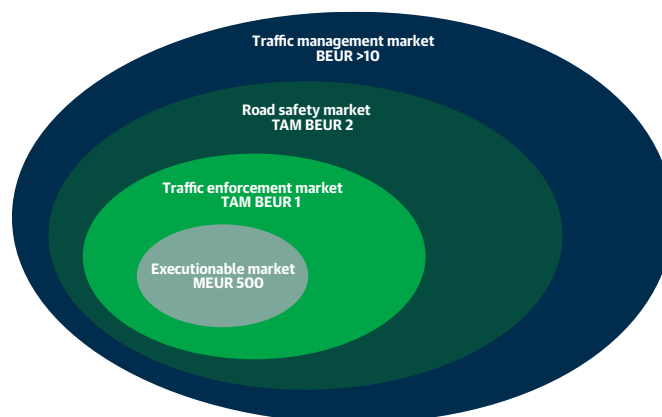 Traffic management market
BEUR >10
Road safety market
TAM BEUR 2
Traffic enforcement market
TAM BEUR 1
Executionable market
MEUR 500